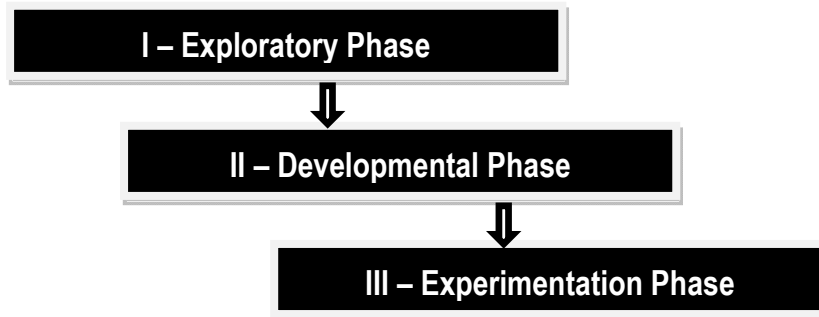 I – Exploratory Phase
II – Developmental Phase
III – Experimentation Phase